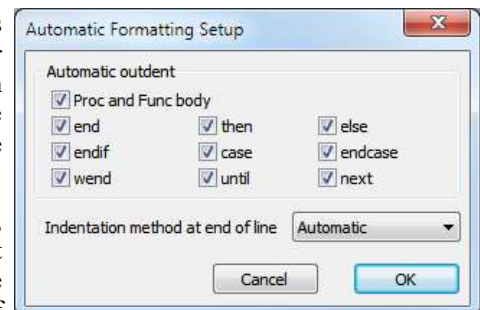 Automatic Formatting Setup
Automatic outdent
Proc and Func body
end then else
endif case endcase
wend until next
Indentation method at end of line Automatic
Cancel OK